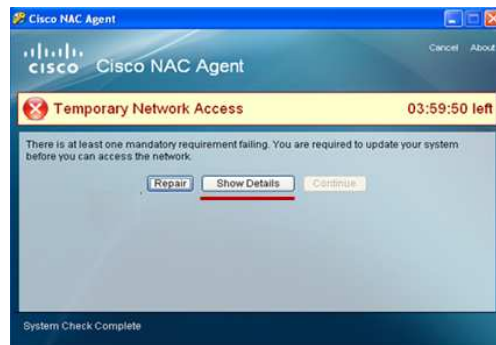 Cisco NAC Agent
Cancel About
CISCO Cisco NAC Agent
Temporary Network Access 03:59:50 left
There is at least one mandatory requirement failing. You are required to update your system
before you can access the network.
Repair Show Details Continue
System Check Complete